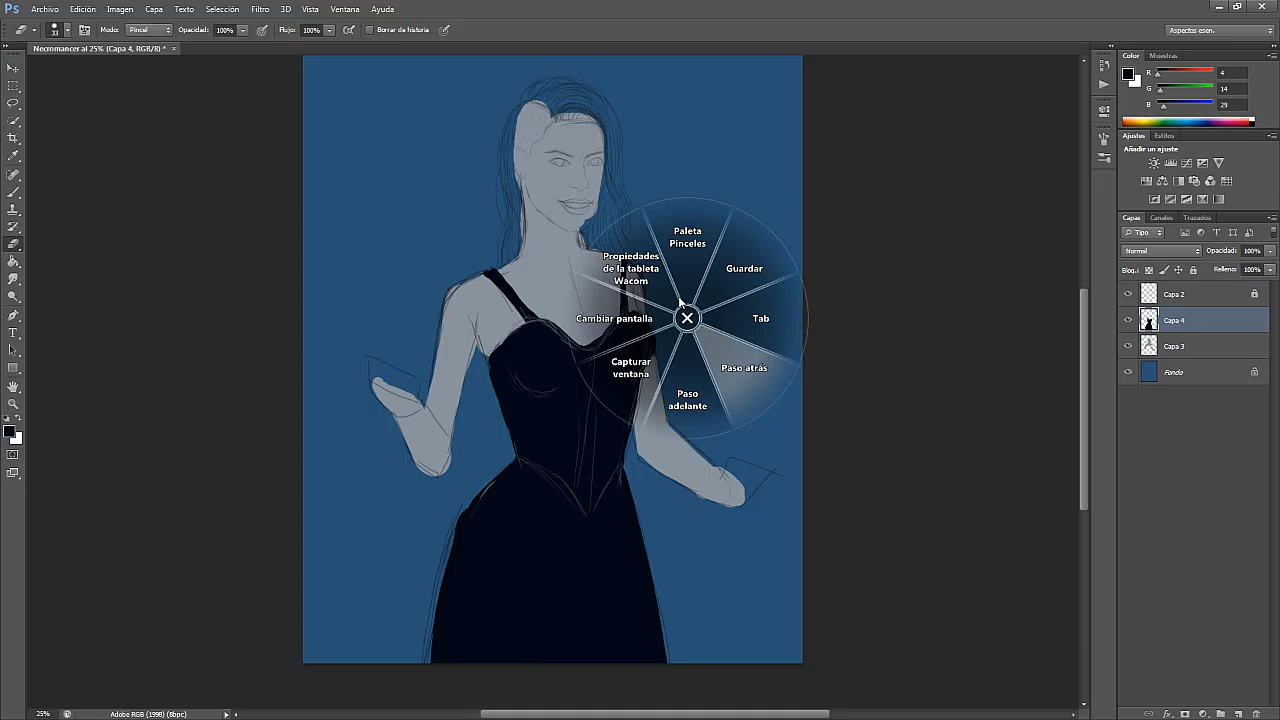 Ps Archivo Edición Imagen Capa Texto Selección Filtro 3D Vista Ventana Ayuda
33 Modo: Pincel Opacidad: 100% Flujo: 100% Borrar de historia Aspectos esen.
Necromancer al 25% (Capa 4, RGB/8) *
Color Muestras
R 4
G 14
B 29
Ajustes Estilos
Añadir un ajuste
Capas Canales Trazados
Tipo
Normal Opacidad: 100%
Bloq.: Relleno: 100%
Capa 2
Capa 4
Capa 3
Fondo
Paleta
Pinceles
Guardar
Tab
Paso atrás
Paso
adelante
Capturar
ventana
Cambiar pantalla
Propiedades
de la tableta
Wacom
25% Adobe RGB (1998) (8bpc)